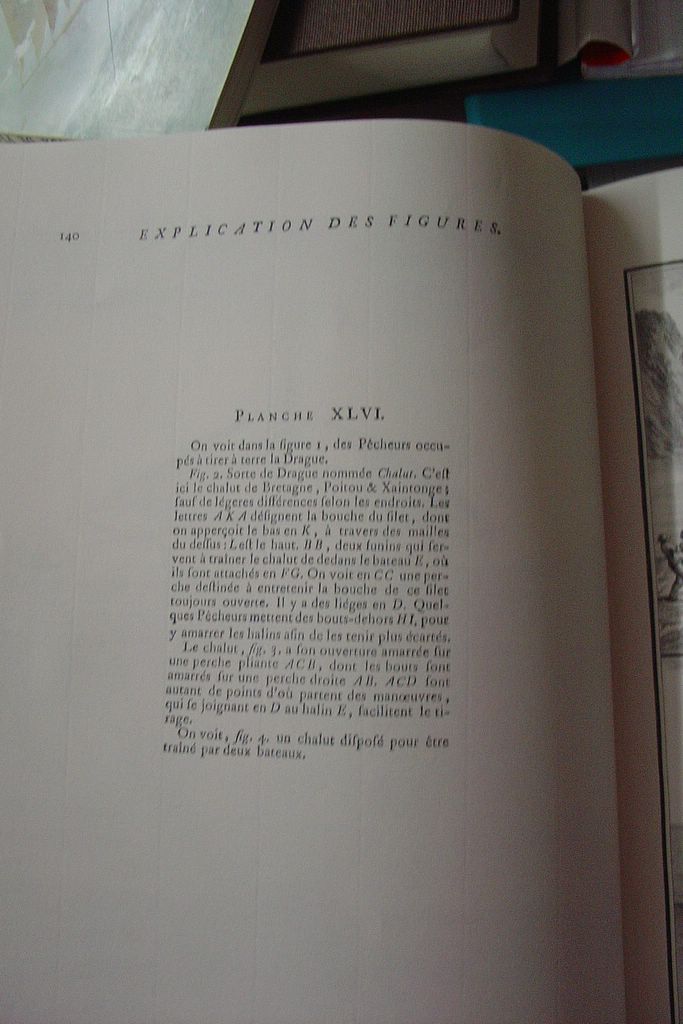 140 EXPLICATION DES FIGURES.
PLANCHE XLVI.
On voit dans la figure 1, des Pêcheurs occu-
pés à tirer à terre la Drague.
Fig. 2. Sorte de Drague nommée Chalut. C'eſt
ici le chalut de Bretagne, Poitou & Xaintonge;
ſauf de légeres différences ſelon les endroits. Les
lettres AKA déſignent la bouche du filet, dont
on apperçoit le bas en K, à travers des mailles
du deſſus: L eſt le haut. BB, deux funins qui ſer-
vent à traîner le chalut de dedans le bateau E, où
ils ſont attachés en FG. On voit en CC une per-
che deſtinée à entretenir la bouche de ce filet
toujours ouverte. Il y a des liéges en D. Quel-
ques Pêcheurs mettent des bouts-dehors HI, pour
y amarrer les halins afin de les tenir plus écartés.
Le chalut, fig. 3, a ſon ouverture amarrée ſur
une perche pliante ACB, dont les bouts ſont
amarrés ſur une perche droite AB. ACD ſont
autant de points d'où partent des manœuvres,
qui ſe joignant en D au halin E, facilitent le ti-
rage.
On voit, fig. 4. un chalut diſpoſé pour être
traîné par deux bateaux.